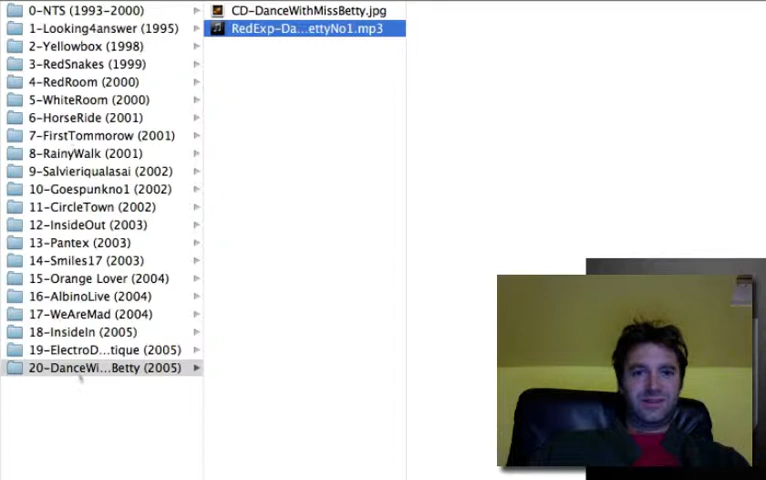 0-NTS (1993-2000)
1-Looking4answer (1995)
2-Yellowbox (1998)
3-RedSnakes (1999)
4-RedRoom (2000)
5-WhiteRoom (2000)
6-HorseRide (2001)
7-FirstTommorow (2001)
8-RainyWalk (2001)
9-Salvieriqualasai (2002)
10-Goespunkno1 (2002)
11-CircleTown (2002)
12-InsideOut (2003)
13-Pantex (2003)
14-Smiles17 (2003)
15-Orange Lover (2004)
16-AlbinoLive (2004)
17-WeAreMad (2004)
18-InsideIn (2005)
19-ElectroD...tique (2005)
20-DanceWi...Betty (2005)
CD-DanceWithMissBetty.jpg
RedExp-Da...ettyNo1.mp3